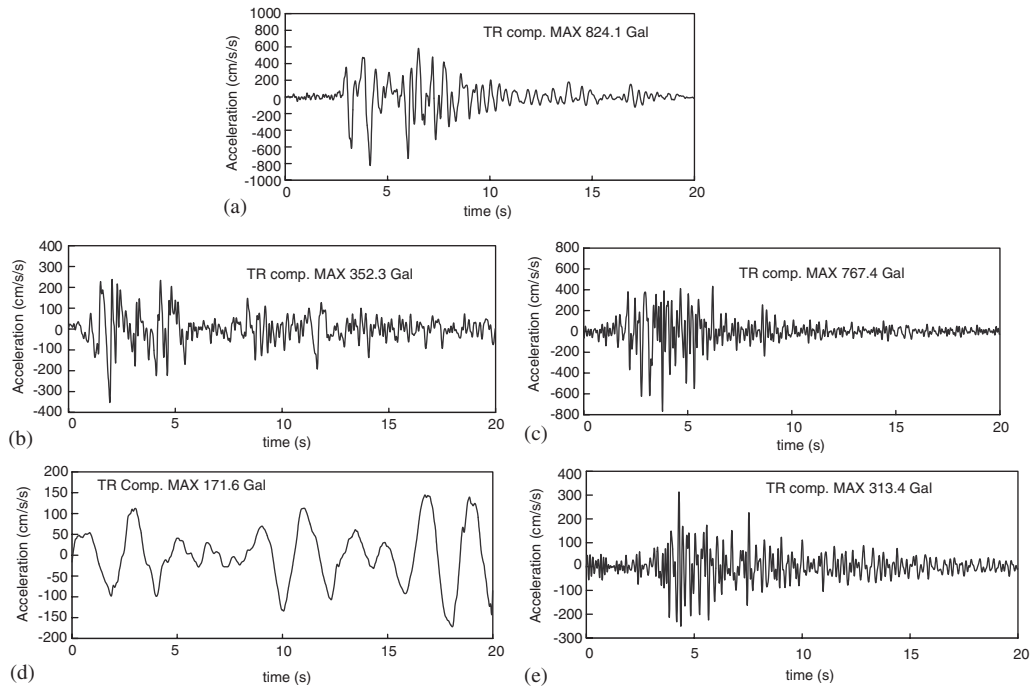 1000
800
600
400
200
0
-200
-400
-600
-800
-1000
Acceleration (cm/s/s)
TR comp. MAX 824.1 Gal
0 5 10 15 20
time (s)
(a)
400
300
200
100
0
-100
-200
-300
-400
Acceleration (cm/s/s)
TR comp. MAX 352.3 Gal
0 5 10 15 20
time (s)
(b)
800
600
400
200
0
-200
-400
-600
-800
Acceleration (cm/s/s)
TR comp. MAX 767.4 Gal
0 5 10 15 20
time (s)
(c)
200
150
100
50
0
-50
-100
-150
-200
Acceleration (cm/s/s)
TR Comp. MAX 171.6 Gal
0 5 10 15 20
time (s)
(d)
400
300
200
100
0
-100
-200
-300
Acceleration (cm/s/s)
TR comp. MAX 313.4 Gal
0 5 10 15 20
time (s)
(e)